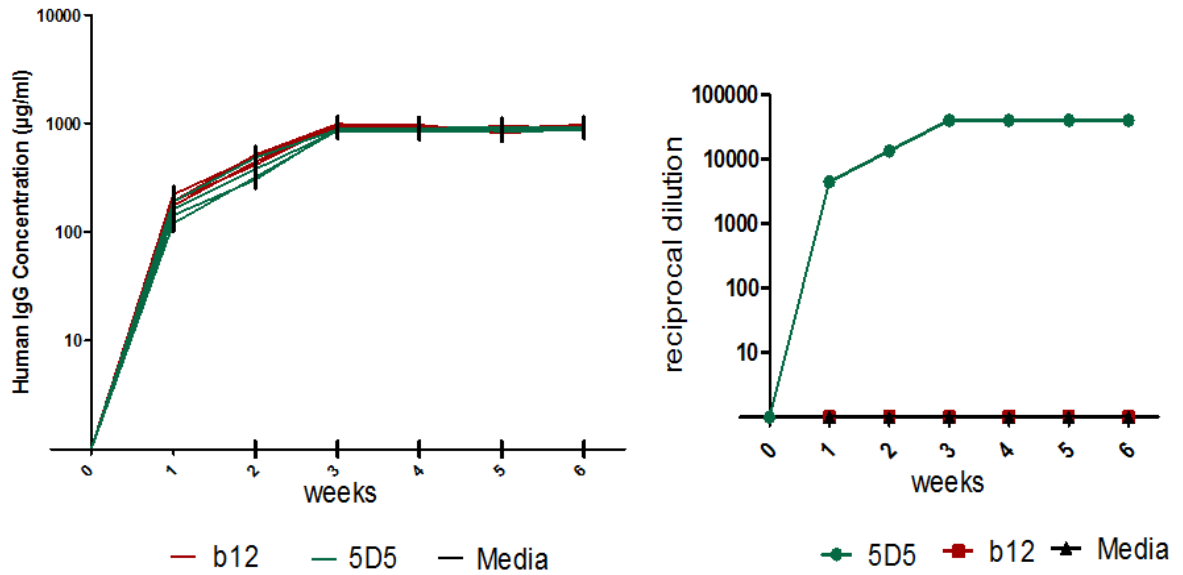 Human IgG Concentration (µg/ml)
10000
1000
100
10
0 1 2 3 4 5 6
weeks
b12 5D5 Media
reciprocal dilution
100000
10000
1000
100
10
0 1 2 3 4 5 6
weeks
5D5 b12 Media